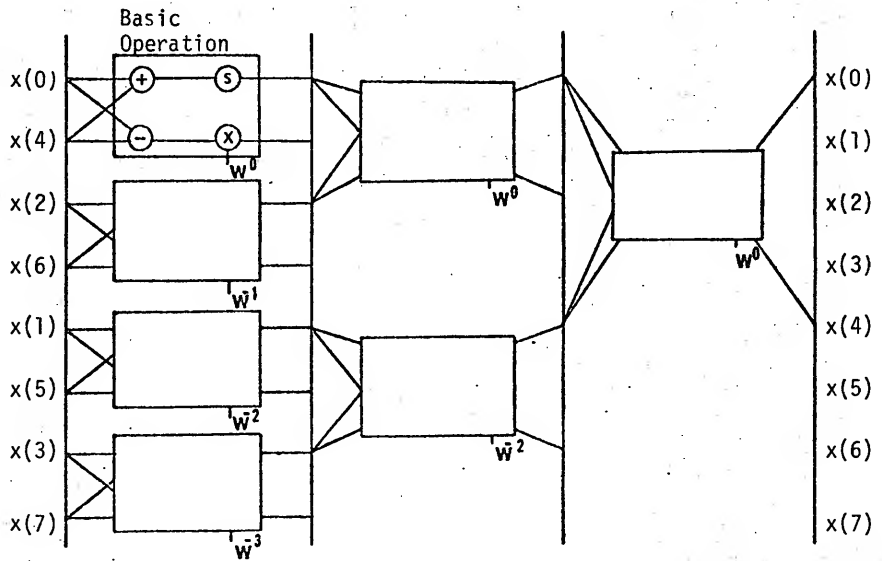 Basic
Operation
x(0) + S x(0)
x(4) − X x(1)
W⁰
x(2) W⁰ x(2)
x(6) W⁰ x(3)
W⁻¹
x(1) x(4)
x(5) x(5)
W⁻² W⁻²
x(3) x(6)
x(7) x(7)
W⁻³